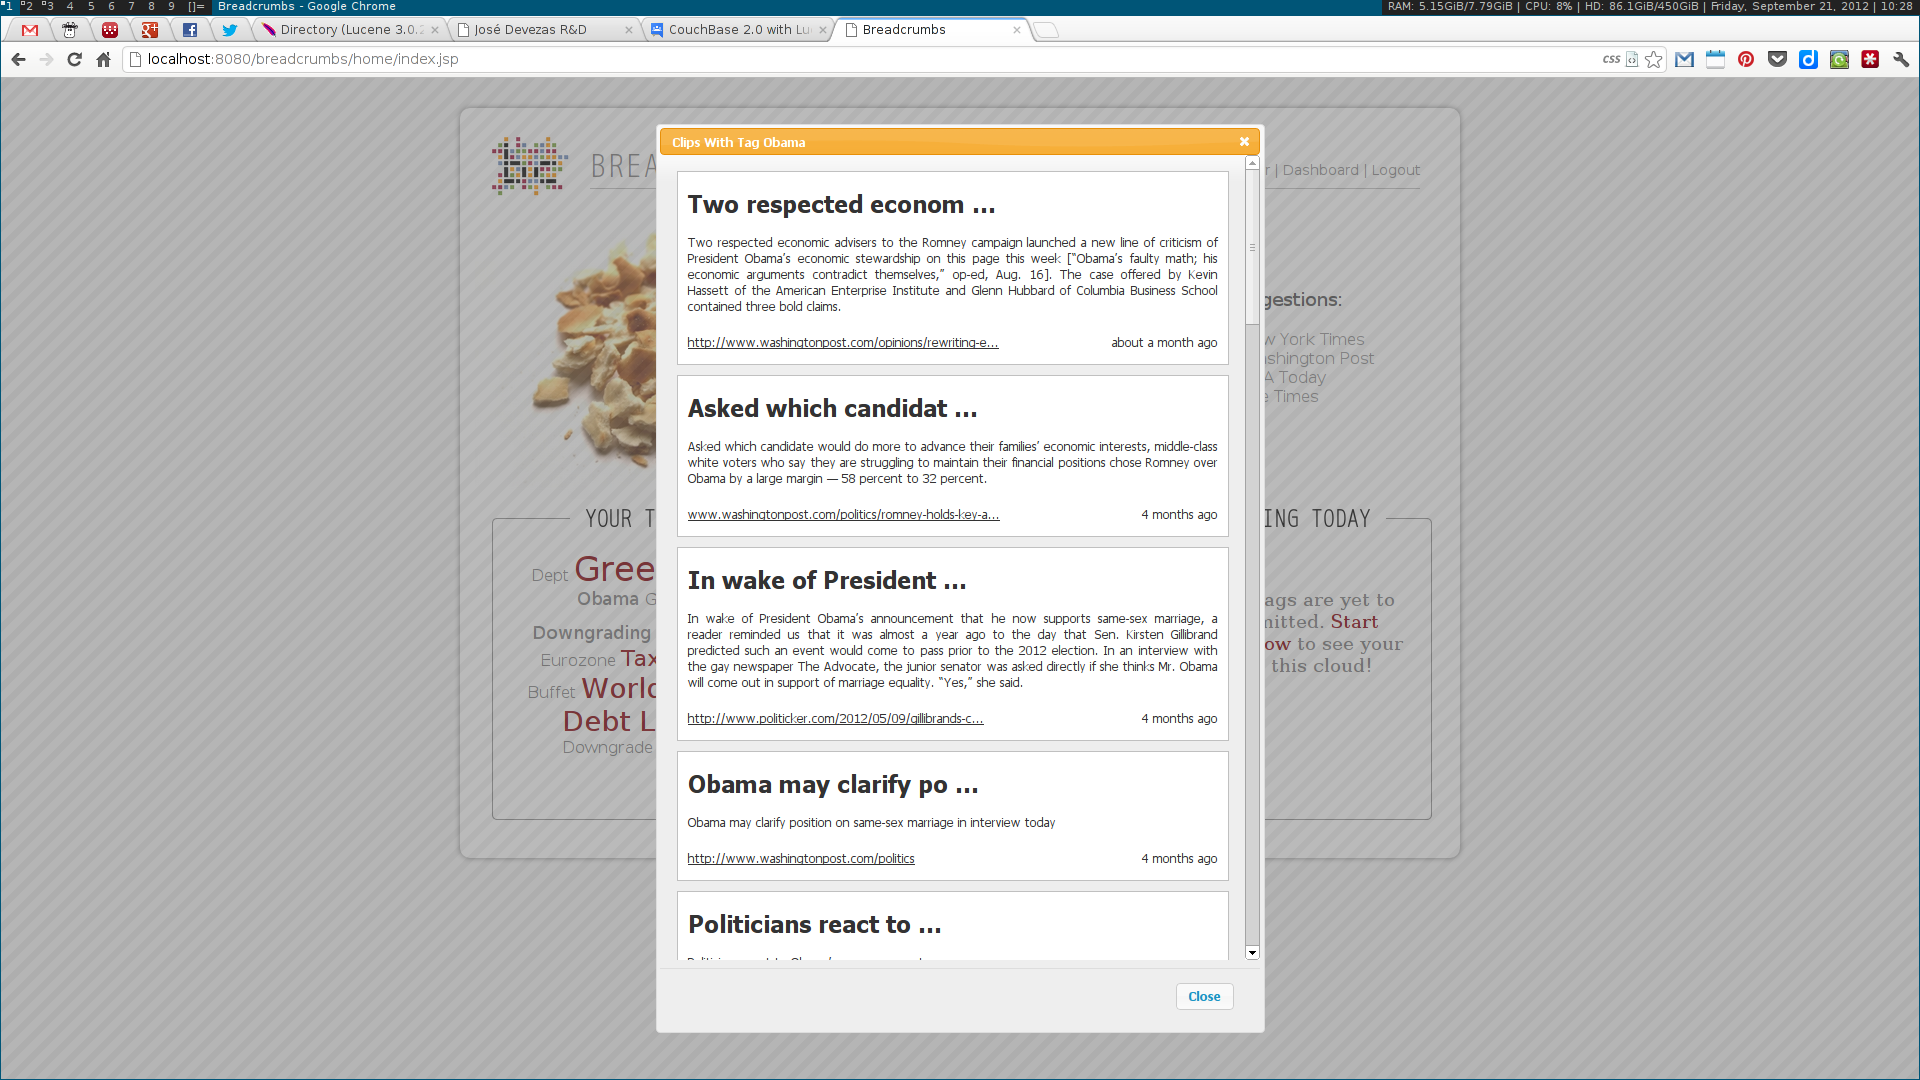 1 2 3 4 5 6 7 8 9 []= Breadcrumbs - Google Chrome RAM: 5.15GiB/7.79GiB | CPU: 8% | HD: 86.1GiB/450GiB | Friday, September 21, 2012 | 10:28
Directory (Lucene 3.0.2 José Devezas R&D CouchBase 2.0 with Lu Breadcrumbs
localhost:8080/breadcrumbs/home/index.jsp css
Clips With Tag Obama
BREA
r | Dashboard | Logout
Two respected econom ...
Two respected economic advisers to the Romney campaign launched a new line of criticism of
President Obama’s economic stewardship on this page this week [“Obama’s faulty math; his
economic arguments contradict themselves,” op-ed, Aug. 16]. The case offered by Kevin
Hassett of the American Enterprise Institute and Glenn Hubbard of Columbia Business School
contained three bold claims.
http://www.washingtonpost.com/opinions/rewriting-e... about a month ago
gestions:
w York Times
shington Post
A Today
e Times
Asked which candidat ...
Asked which candidate would do more to advance their families’ economic interests, middle-class
white voters who say they are struggling to maintain their financial positions chose Romney over
Obama by a large margin — 58 percent to 32 percent.
www.washingtonpost.com/politics/romney-holds-key-a... 4 months ago
YOUR T
ING TODAY
Dept Gree
Obama G
Downgrading
Eurozone Tax
Buffet World
Debt L
Downgrade
In wake of President ...
In wake of President Obama’s announcement that he now supports same-sex marriage, a
reader reminded us that it was almost a year ago to the day that Sen. Kirsten Gillibrand
predicted such an event would come to pass prior to the 2012 election. In an interview with
the gay newspaper The Advocate, the junior senator was asked directly if she thinks Mr. Obama
will come out in support of marriage equality. “Yes,” she said.
http://www.politicker.com/2012/05/09/gillibrands-c... 4 months ago
ags are yet to
mitted. Start
ow to see your
this cloud!
Obama may clarify po ...
Obama may clarify position on same-sex marriage in interview today
http://www.washingtonpost.com/politics 4 months ago
Politicians react to ...
Close